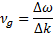 v_g = Δω / Δk